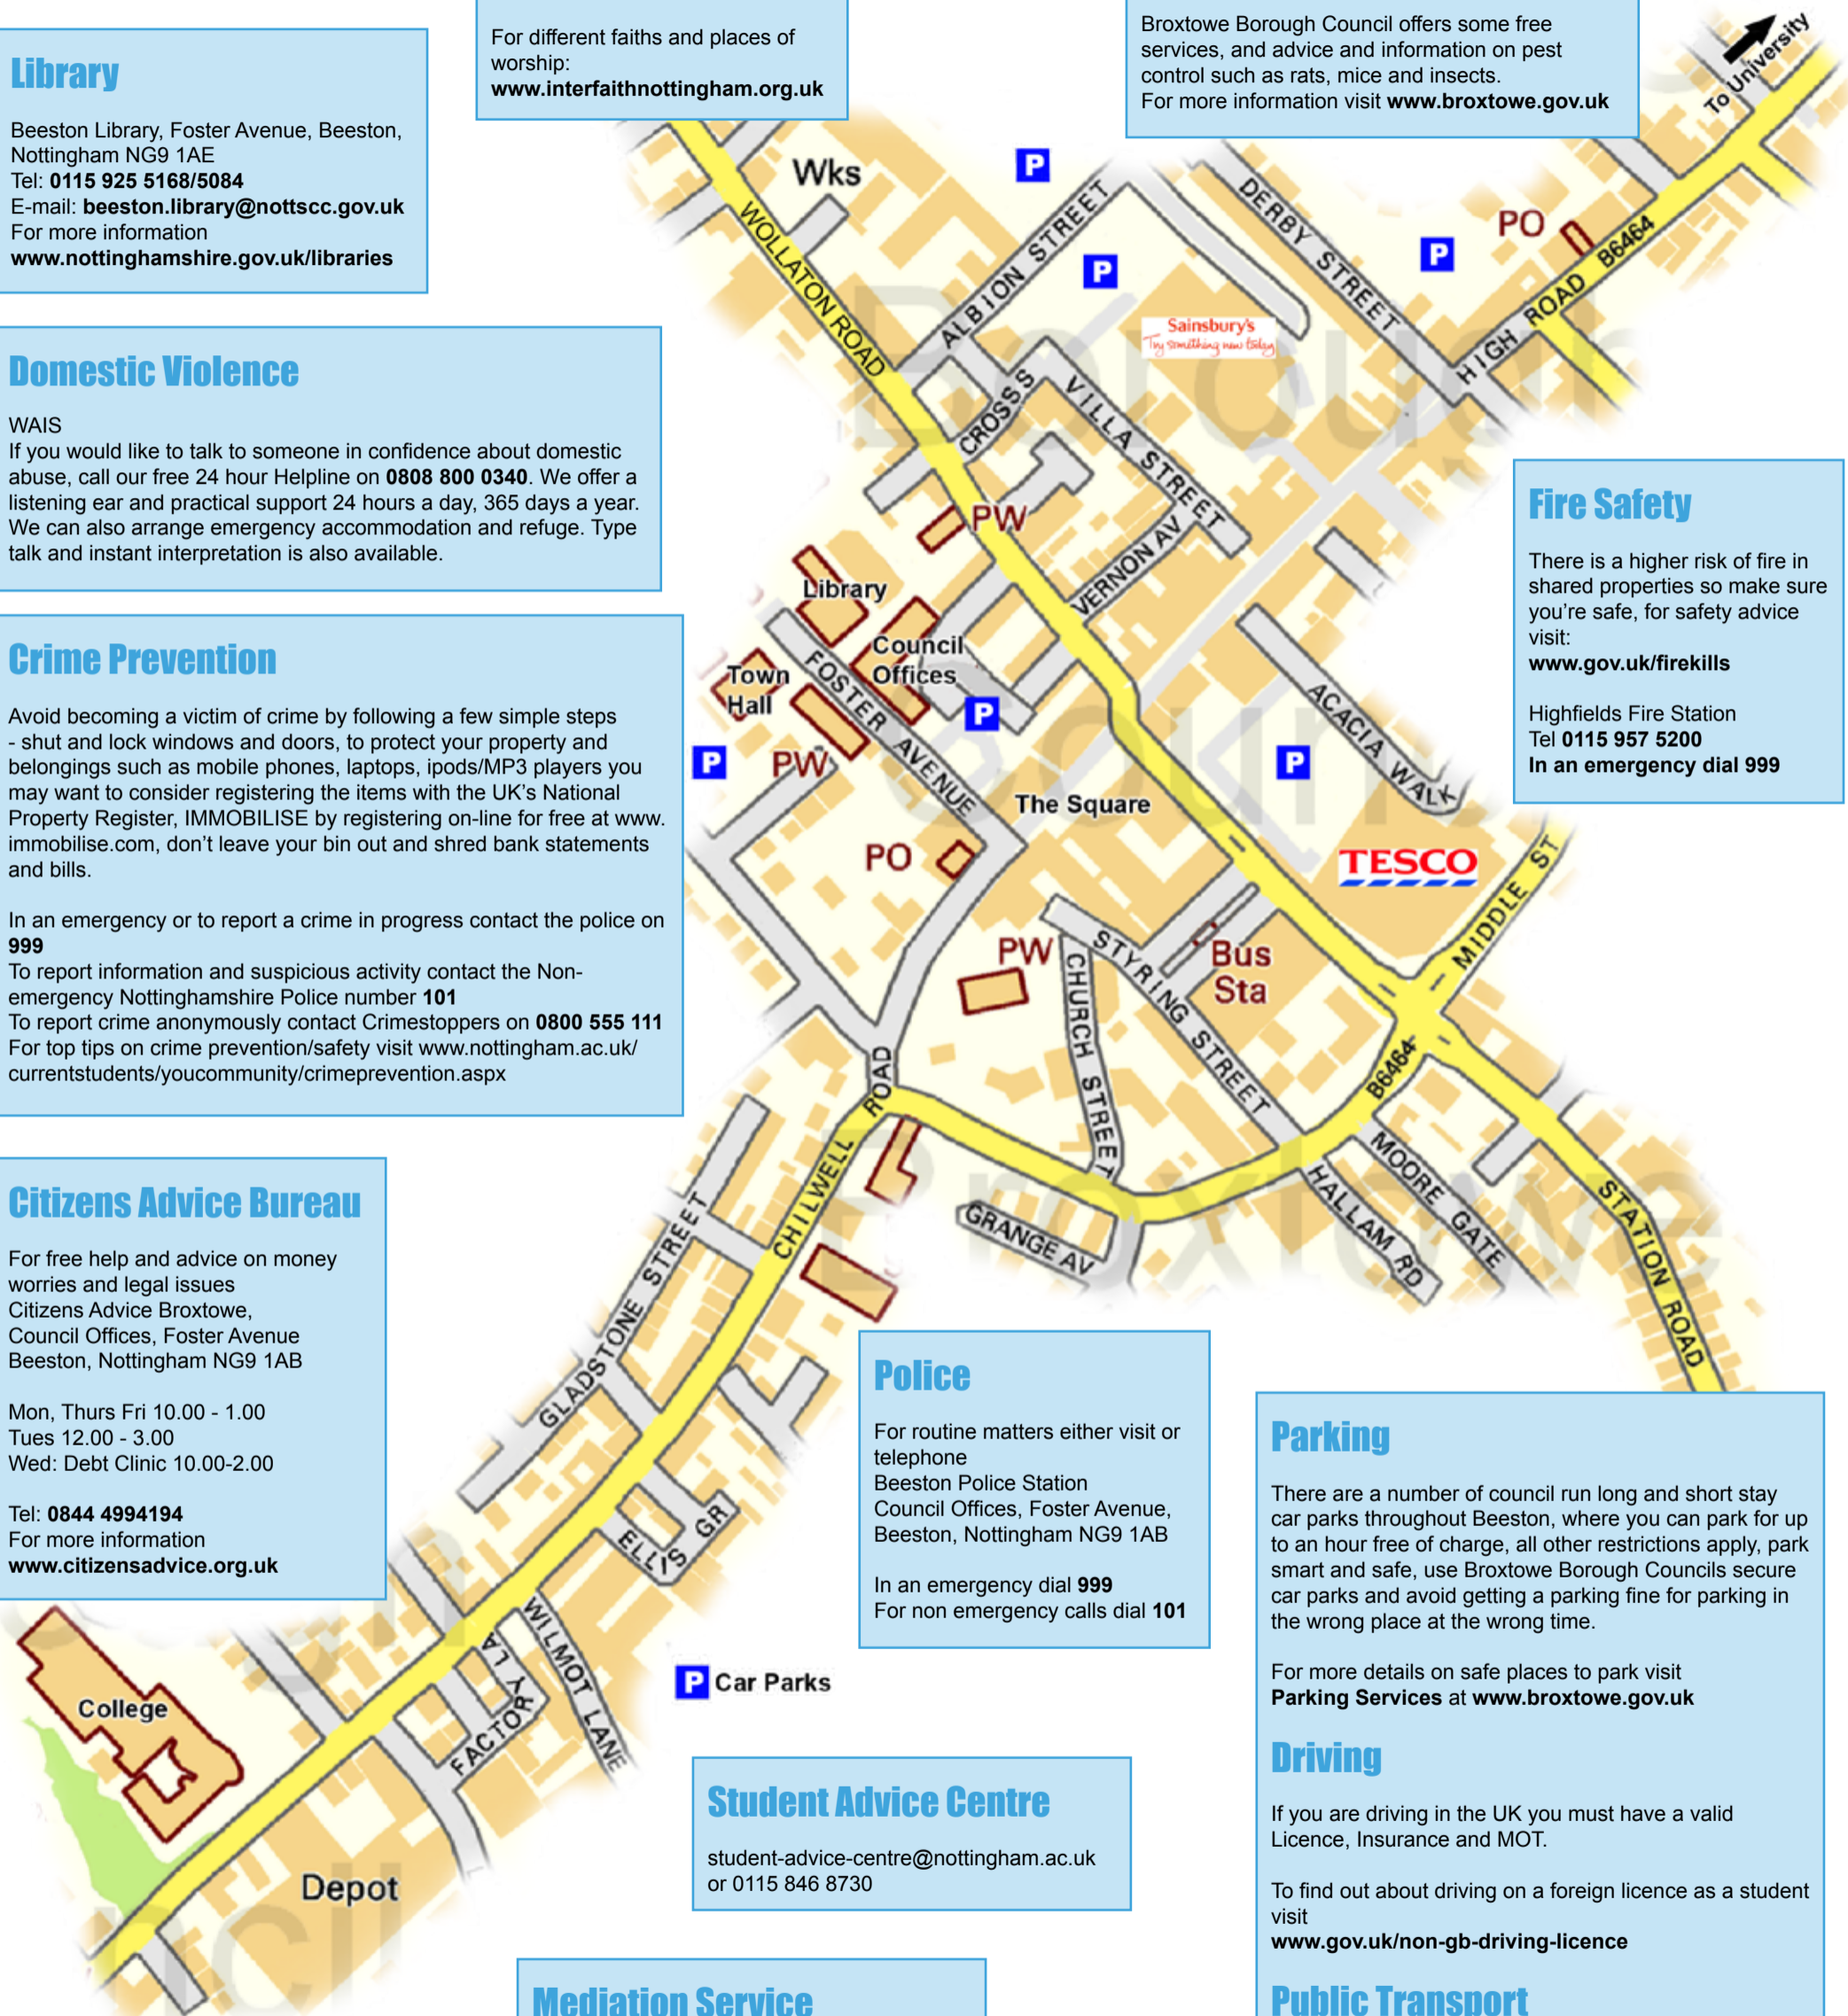 For different faiths and places of
worship:
www.interfaithnottingham.org.uk
Broxtowe Borough Council offers some free
services, and advice and information on pest
control such as rats, mice and insects.
For more information visit www.broxtowe.gov.uk
To University
Library
Beeston Library, Foster Avenue, Beeston,
Nottingham NG9 1AE
Tel: 0115 925 5168/5084
E-mail: beeston.library@nottscc.gov.uk
For more information
www.nottinghamshire.gov.uk/libraries
Domestic Violence
WAIS
If you would like to talk to someone in confidence about domestic
abuse, call our free 24 hour Helpline on 0808 800 0340. We offer a
listening ear and practical support 24 hours a day, 365 days a year.
We can also arrange emergency accommodation and refuge. Type
talk and instant interpretation is also available.
Crime Prevention
Avoid becoming a victim of crime by following a few simple steps
- shut and lock windows and doors, to protect your property and
belongings such as mobile phones, laptops, ipods/MP3 players you
may want to consider registering the items with the UK's National
Property Register, IMMOBILISE by registering on-line for free at www.
immobilise.com, don't leave your bin out and shred bank statements
and bills.
In an emergency or to report a crime in progress contact the police on
999
To report information and suspicious activity contact the Non-
emergency Nottinghamshire Police number 101
To report crime anonymously contact Crimestoppers on 0800 555 111
For top tips on crime prevention/safety visit www.nottingham.ac.uk/
currentstudents/youcommunity/crimeprevention.aspx
Citizens Advice Bureau
For free help and advice on money
worries and legal issues
Citizens Advice Broxtowe,
Council Offices, Foster Avenue
Beeston, Nottingham NG9 1AB
Mon, Thurs Fri 10.00 - 1.00
Tues 12.00 - 3.00
Wed: Debt Clinic 10.00-2.00
Tel: 0844 4994194
For more information
www.citizensadvice.org.uk
Wks
P
WOLLATON ROAD
ALBION STREET
P
DERBY STREET
P
PO
HIGH ROAD B6464
Sainsbury's
Try something new today
Borough
CROSS S
VILLA STREET
PW
VERNON AV
Library
Council
Offices
Town
Hall
FOSTER AVENUE
P
P
PW
Council
ACACIA WALK
P
The Square
TESCO
PO
MIDDLE ST
PW
STYRING STREET
Bus
Sta
CHURCH STREET
B6464
CHILWELL ROAD
Broxtowe
GRANGE AV
HALLAM RD
MOORE GATE
STATION ROAD
GLADSTONE STREET
ELLIS GR
WILMOT LANE
FACTORY LA
College
Depot
ncil
P Car Parks
Fire Safety
There is a higher risk of fire in
shared properties so make sure
you're safe, for safety advice
visit:
www.gov.uk/firekills
Highfields Fire Station
Tel 0115 957 5200
In an emergency dial 999
Police
For routine matters either visit or
telephone
Beeston Police Station
Council Offices, Foster Avenue,
Beeston, Nottingham NG9 1AB
In an emergency dial 999
For non emergency calls dial 101
Student Advice Centre
student-advice-centre@nottingham.ac.uk
or 0115 846 8730
Mediation Service
Parking
There are a number of council run long and short stay
car parks throughout Beeston, where you can park for up
to an hour free of charge, all other restrictions apply, park
smart and safe, use Broxtowe Borough Councils secure
car parks and avoid getting a parking fine for parking in
the wrong place at the wrong time.
For more details on safe places to park visit
Parking Services at www.broxtowe.gov.uk
Driving
If you are driving in the UK you must have a valid
Licence, Insurance and MOT.
To find out about driving on a foreign licence as a student
visit
www.gov.uk/non-gb-driving-licence
Public Transport